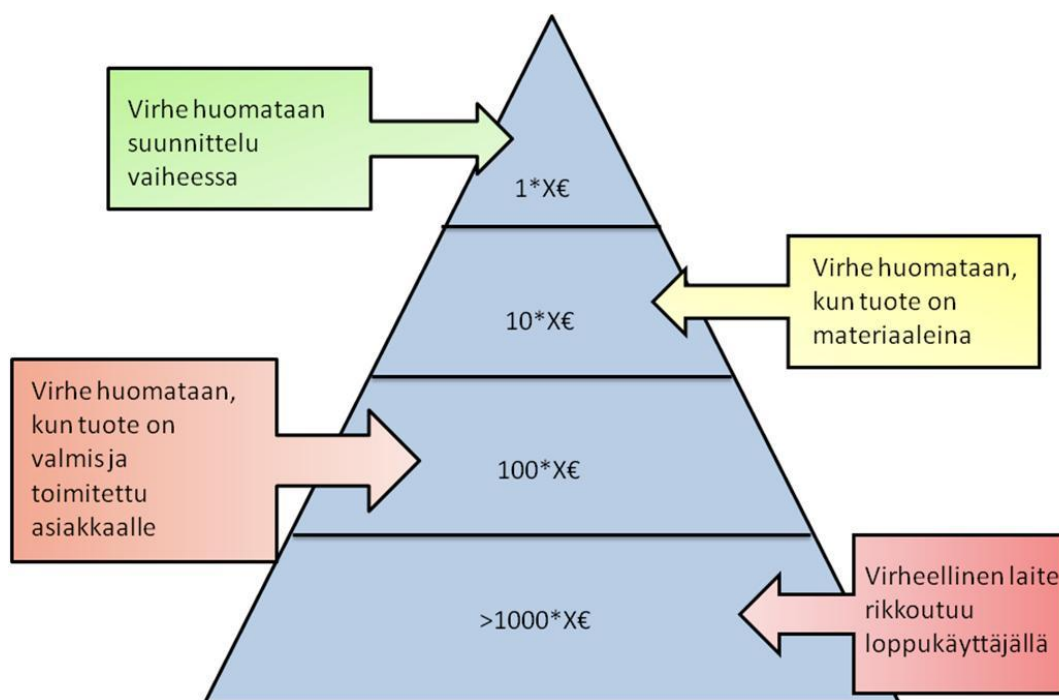 Virhe huomataan
suunnittelu
vaiheessa
1*X€
Virhe huomataan,
kun tuote on
materiaaleina
10*X€
Virhe huomataan,
kun tuote on
valmis ja
toimitettu
asiakkaalle
100*X€
Virheellinen laite
rikkoutuu
loppukäyttäjällä
>1000*X€